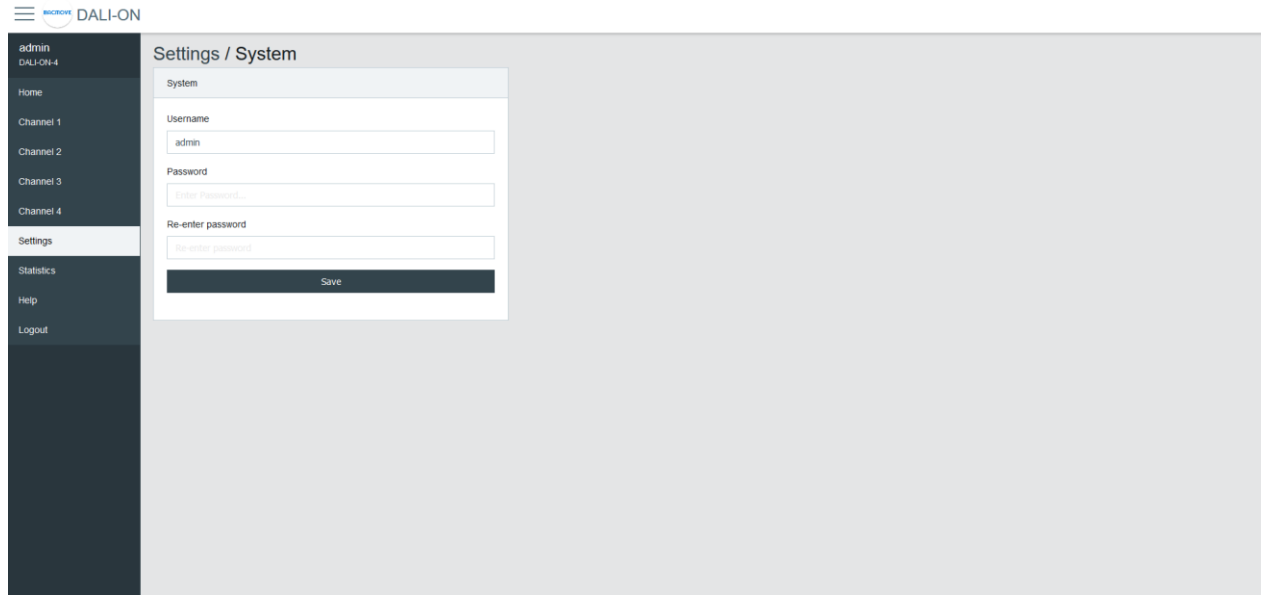 DALI-ON
admin
DALI-ON-4
Home
Channel 1
Channel 2
Channel 3
Channel 4
Settings
Statistics
Help
Logout
Settings / System
System
Username
admin
Password
Enter Password...
Re-enter password
Re-enter password
Save